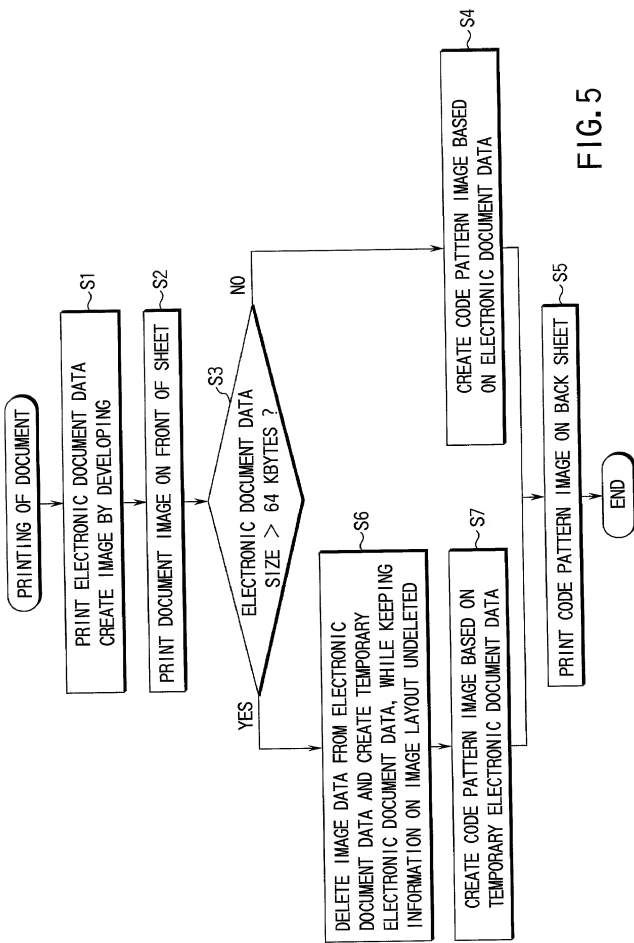 PRINTING OF DOCUMENT
S1
PRINT ELECTRONIC DOCUMENT DATA
CREATE IMAGE BY DEVELOPING
S2
PRINT DOCUMENT IMAGE ON FRONT OF SHEET
S3
ELECTRONIC DOCUMENT DATA
SIZE > 64 KBYTES ?
YES
NO
S6
DELETE IMAGE DATA FROM ELECTRONIC
DOCUMENT DATA AND CREATE TEMPORARY
ELECTRONIC DOCUMENT DATA, WHILE KEEPING
INFORMATION ON IMAGE LAYOUT UNDELETED
S7
CREATE CODE PATTERN IMAGE BASED ON
TEMPORARY ELECTRONIC DOCUMENT DATA
S4
CREATE CODE PATTERN IMAGE BASED
ON ELECTRONIC DOCUMENT DATA
S5
PRINT CODE PATTERN IMAGE ON BACK SHEET
END
FIG. 5